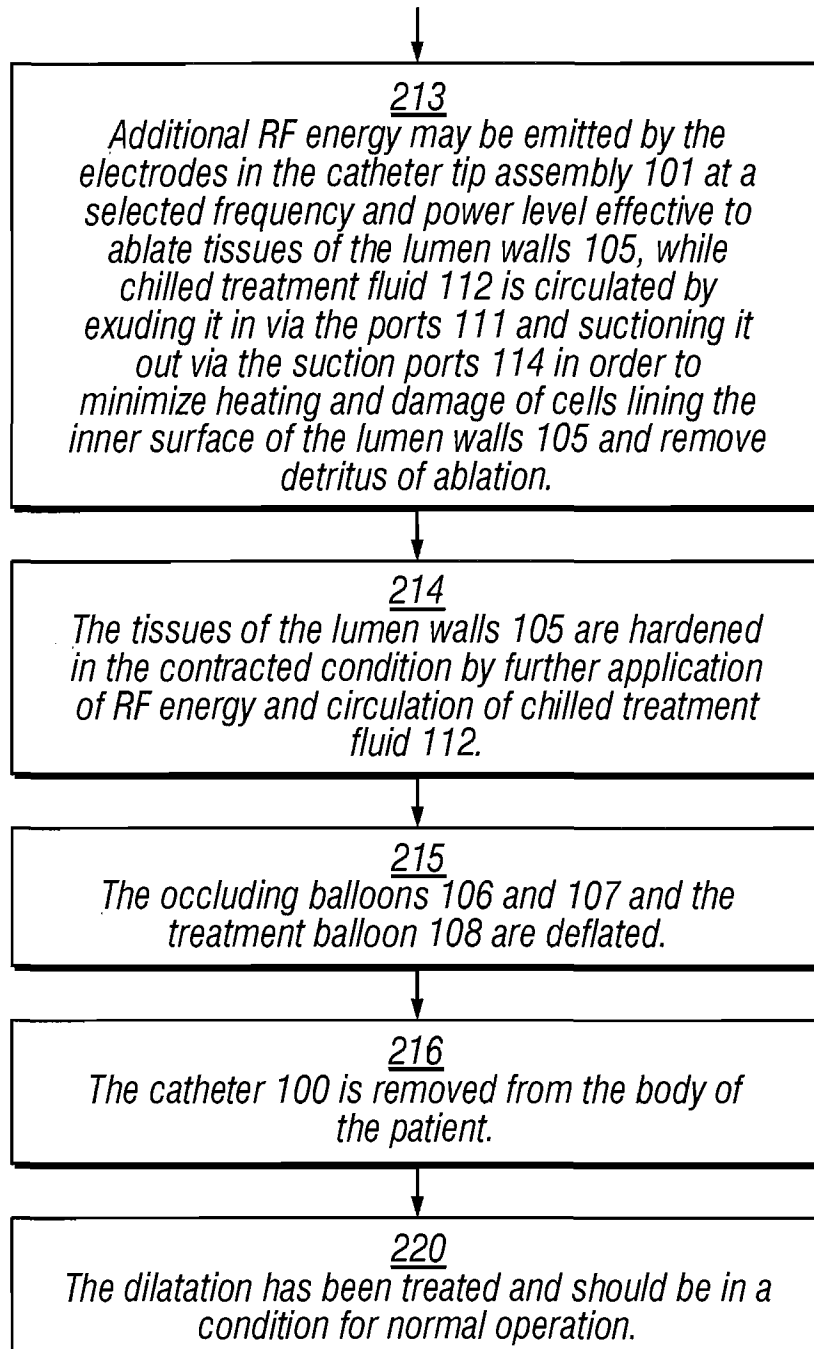 213
Additional RF energy may be emitted by the
electrodes in the catheter tip assembly 101 at a
selected frequency and power level effective to
ablate tissues of the lumen walls 105, while
chilled treatment fluid 112 is circulated by
exuding it in via the ports 111 and suctioning it
out via the suction ports 114 in order to
minimize heating and damage of cells lining the
inner surface of the lumen walls 105 and remove
detritus of ablation.
214
The tissues of the lumen walls 105 are hardened
in the contracted condition by further application
of RF energy and circulation of chilled treatment
fluid 112.
215
The occluding balloons 106 and 107 and the
treatment balloon 108 are deflated.
216
The catheter 100 is removed from the body of
the patient.
220
The dilatation has been treated and should be in a
condition for normal operation.